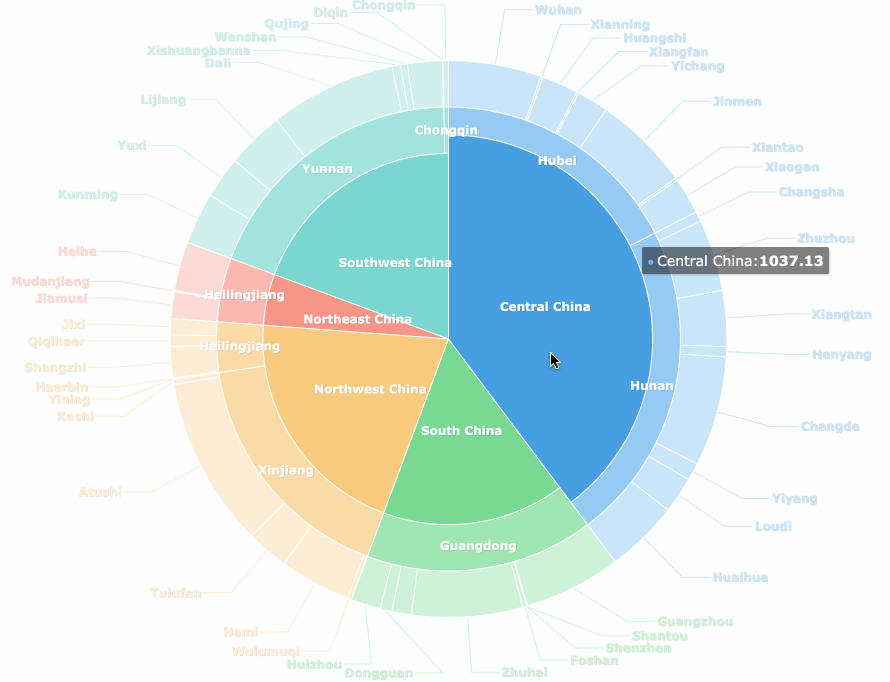 Chongqin
Diqin
Wuhan
Qujing
Xianning
Wenshan
Huangshi
Xishuangbanna
Xiangfan
Dali
Yichang
Lijiang
Jinmen
Chongqin
Yuxi
Xiantao
Yunnan
Hubei
Xiaogan
Kunming
Changsha
Zhuzhou
Heihe
Southwest China
Central China:1037.13
Mudanjiang
Heilingjiang
Jiamusi
Central China
Xiangtan
Jixi
Northeast China
Qiqihaer
Heilingjiang
Henyang
Shangzhi
Haerbin
Northwest China
Hunan
Yining
Kashi
South China
Changde
Xinjiang
Atushi
Yiyang
Loudi
Guangdong
Huaihua
Tulufan
Guangzhou
Hami
Shantou
Wulumuqi
Shenzhen
Huizhou
Foshan
Dongguan
Zhuhai